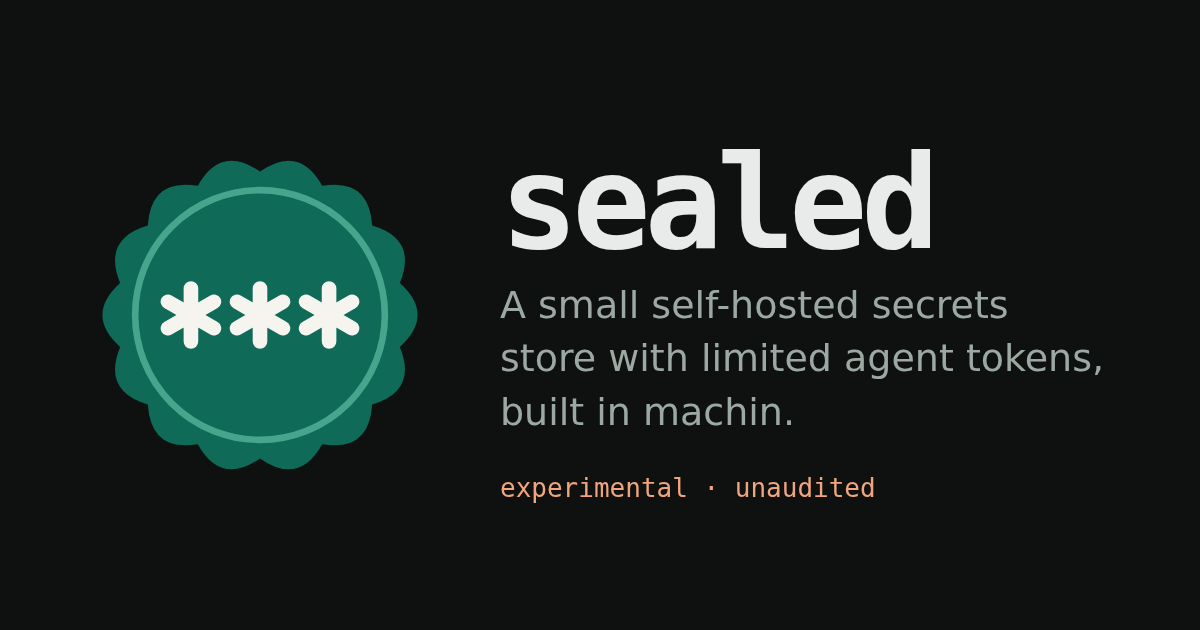 ***
sealed
A small self-hosted secrets
store with limited agent tokens,
built in machin.
experimental · unaudited